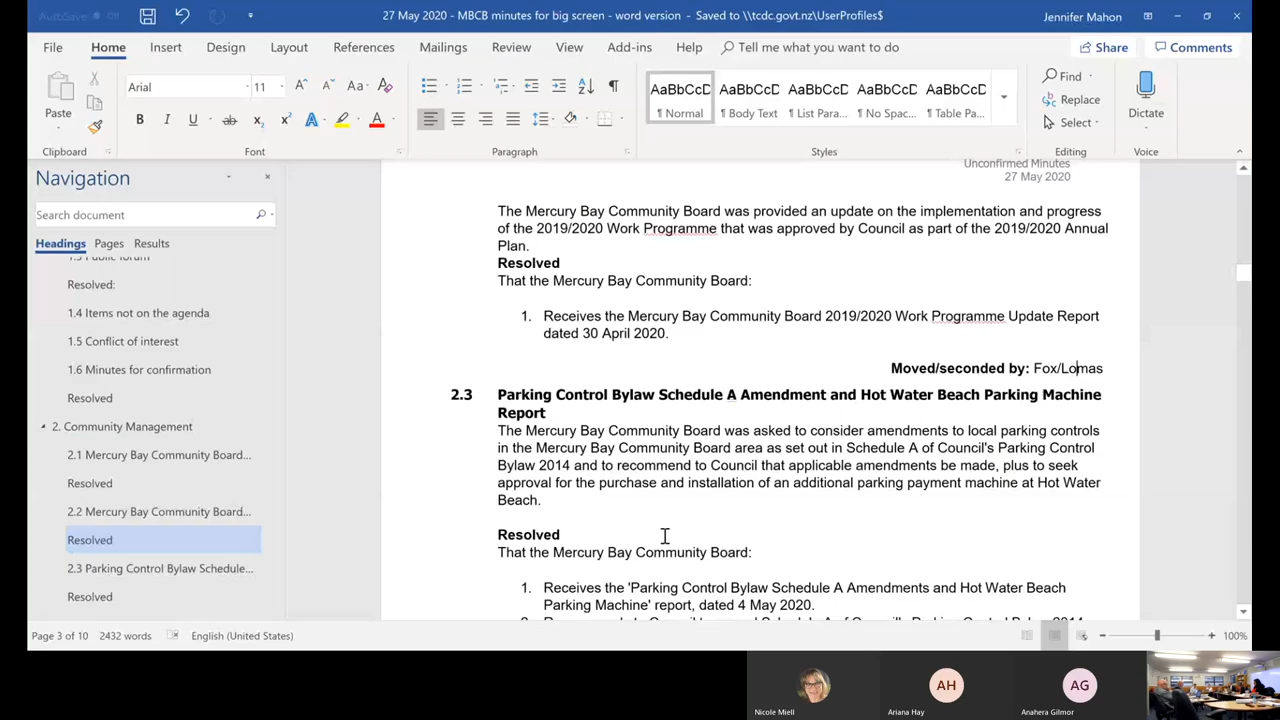 AutoSave
27 May 2020 - MBCB minutes for big screen - word version - Saved to \\tcdc.govt.nz\UserProfiles$
Jennifer Mahon
File Home Insert Design Layout References Mailings Review View Add-ins Help Tell me what you want to do Share Comments
Paste
Clipboard
Arial 11
Font
Paragraph
AaBbCcD AaBbCcD AaBbCcD AaBbCcD AaBbCcD
¶ Normal ¶ Body Text ¶ List Para... ¶ No Spac... ¶ Table Pa...
Styles
Find
Replace
Select
Editing
Dictate
Voice
Navigation
Search document
Headings Pages Results
1.5 Public forum
Resolved:
1.4 Items not on the agenda
1.5 Conflict of interest
1.6 Minutes for confirmation
Resolved
2. Community Management
2.1 Mercury Bay Community Board...
Resolved
2.2 Mercury Bay Community Board...
Resolved
2.3 Parking Control Bylaw Schedule...
Resolved
Unconfirmed Minutes
27 May 2020
The Mercury Bay Community Board was provided an update on the implementation and progress
of the 2019/2020 Work Programme that was approved by Council as part of the 2019/2020 Annual
Plan.
Resolved
That the Mercury Bay Community Board:
1. Receives the Mercury Bay Community Board 2019/2020 Work Programme Update Report
dated 30 April 2020.
Moved/seconded by: Fox/Lomas
2.3 Parking Control Bylaw Schedule A Amendment and Hot Water Beach Parking Machine
Report
The Mercury Bay Community Board was asked to consider amendments to local parking controls
in the Mercury Bay Community Board area as set out in Schedule A of Council's Parking Control
Bylaw 2014 and to recommend to Council that applicable amendments be made, plus to seek
approval for the purchase and installation of an additional parking payment machine at Hot Water
Beach.
Resolved
That the Mercury Bay Community Board:
1. Receives the 'Parking Control Bylaw Schedule A Amendments and Hot Water Beach
Parking Machine' report, dated 4 May 2020.
Page 3 of 10 2432 words English (United States) 100%
AH AG
Nicole Miell Ariana Hay Anahera Gilmor